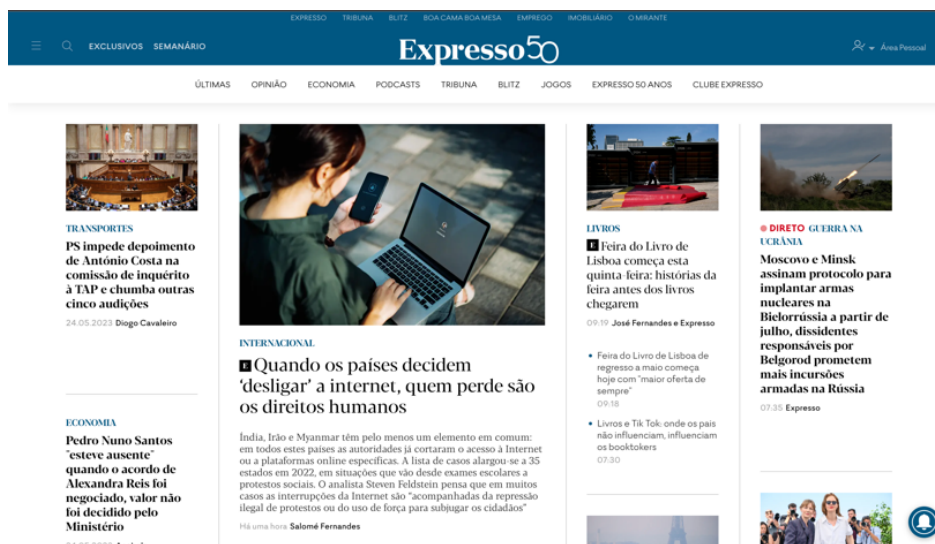 EXPRESSO TRIBUNA BLITZ BOA CAMA BOA MESA EMPREGO IMOBILIÁRIO O MIRANTE
EXCLUSIVOS SEMANÁRIO
Expresso50
Área Pessoal
ÚLTIMAS OPINIÃO ECONOMIA PODCASTS TRIBUNA BLITZ JOGOS EXPRESSO 50 ANOS CLUBE EXPRESSO
TRANSPORTES
PS impede depoimento
de António Costa na
comissão de inquérito
à TAP e chumba outras
cinco audições
24.05.2023 Diogo Cavaleiro
ECONOMIA
Pedro Nuno Santos
"esteve ausente"
quando o acordo de
Alexandra Reis foi
negociado, valor não
foi decidido pelo
Ministério
INTERNACIONAL
E Quando os países decidem
‘desligar’ a internet, quem perde são
os direitos humanos
Índia, Irão e Myanmar têm pelo menos um elemento em comum:
em todos estes países as autoridades já cortaram o acesso à Internet
ou a plataformas online específicas. A lista de casos alargou-se a 35
estados em 2022, em situações que vão desde exames escolares a
protestos sociais. O analista Steven Feldstein pensa que em muitos
casos as interrupções da Internet são “acompanhadas da repressão
ilegal de protestos ou do uso de força para subjugar os cidadãos”
Há uma hora Salomé Fernandes
LIVROS
E Feira do Livro de
Lisboa começa esta
quinta-feira: histórias da
feira antes dos livros
chegarem
09:19 José Fernandes e Expresso
• Feira do Livro de Lisboa de
regresso a maio começa
hoje com "maior oferta de
sempre"
09:18
• Livros e Tik Tok: onde os pais
não influenciam, influenciam
os booktokers
07:30
DIRETO GUERRA NA
UCRÂNIA
Moscovo e Minsk
assinam protocolo para
implantar armas
nucleares na
Bielorrússia a partir de
julho, dissidentes
responsáveis por
Belgorod prometem
mais incursões
armadas na Rússia
07:35 Expresso